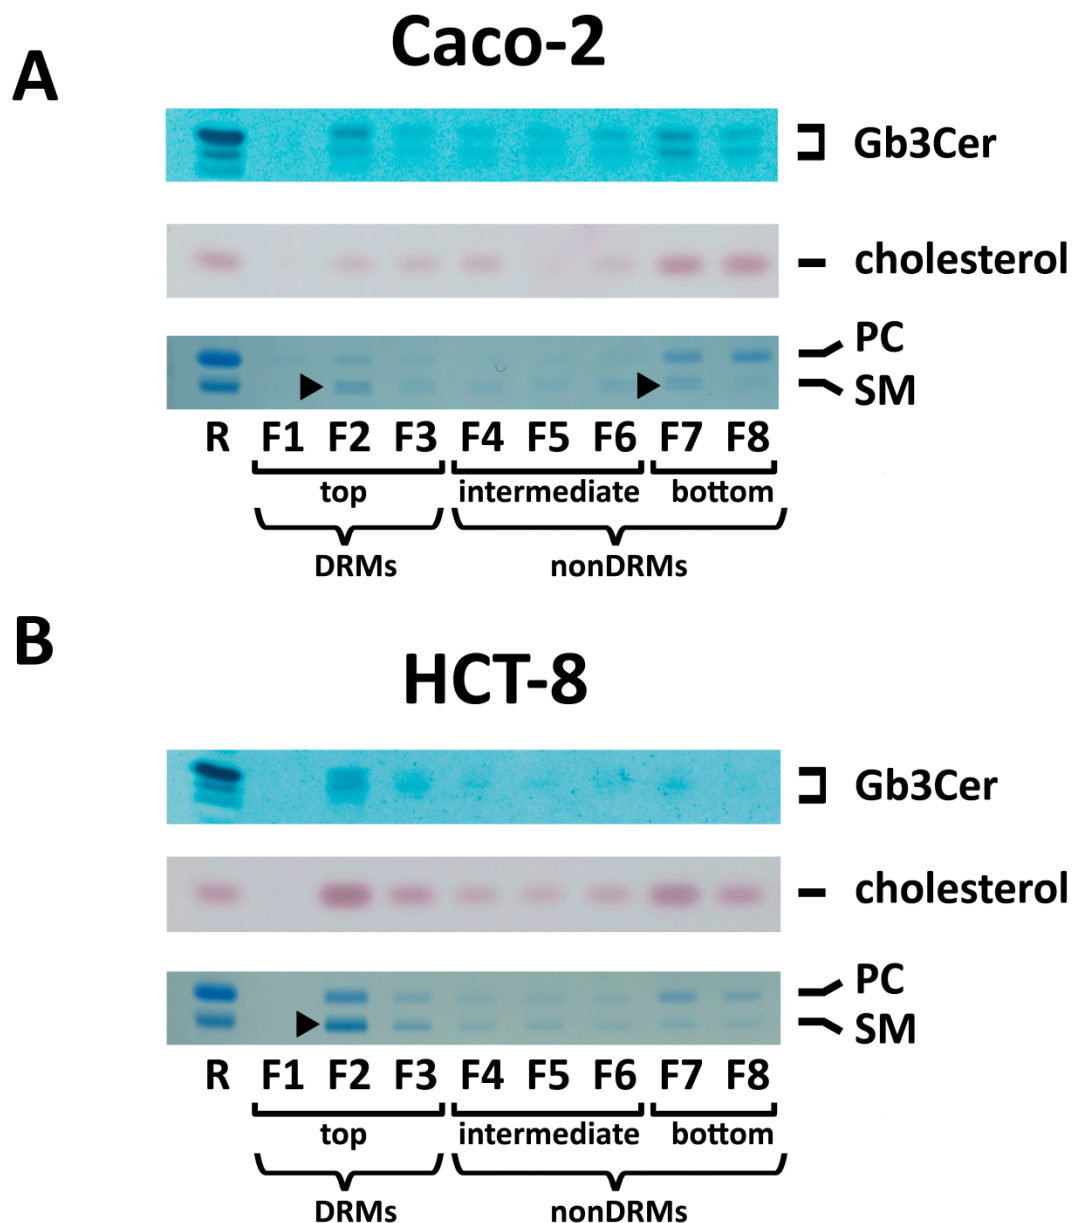 Caco-2
A
Gb3Cer
cholesterol
PC
SM
R F1 F2 F3 F4 F5 F6 F7 F8
top intermediate bottom
DRMs nonDRMs
B
HCT-8
Gb3Cer
cholesterol
PC
SM
R F1 F2 F3 F4 F5 F6 F7 F8
top intermediate bottom
DRMs nonDRMs